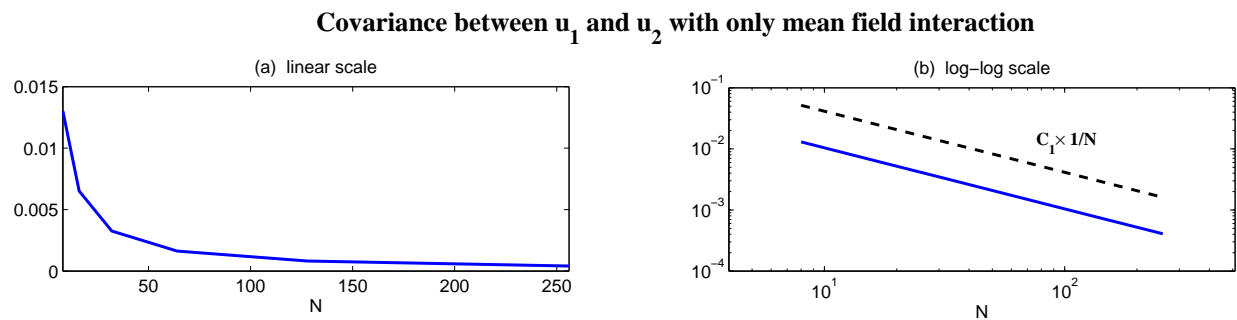 Covariance between u1 and u2 with only mean field interaction
(a) linear scale
0.015
0.01
0.005
0
50 100 150 200 250
N
(b) log−log scale
10−1
10−2
10−3
10−4
C1 × 1/N
101 102
N